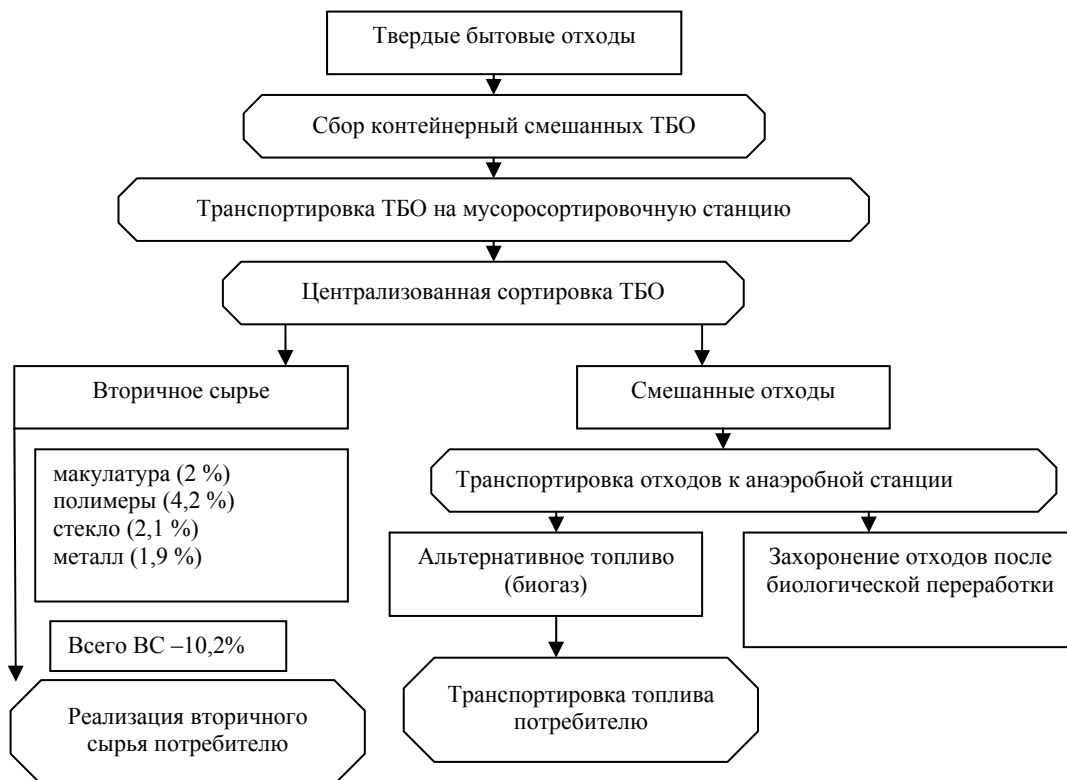 Твердые бытовые отходы
Сбор контейнерный смешанных ТБО
Транспортировка ТБО на мусоросортировочную станцию
Централизованная сортировка ТБО
Вторичное сырье
Смешанные отходы
макулатура (2 %)
полимеры (4,2 %)
стекло (2,1 %)
металл (1,9 %)
Всего ВС –10,2%
Реализация вторичного
сырья потребителю
Транспортировка отходов к анаэробной станции
Альтернативное топливо
(биогаз)
Захоронение отходов после
биологической переработки
Транспортировка топлива
потребителю